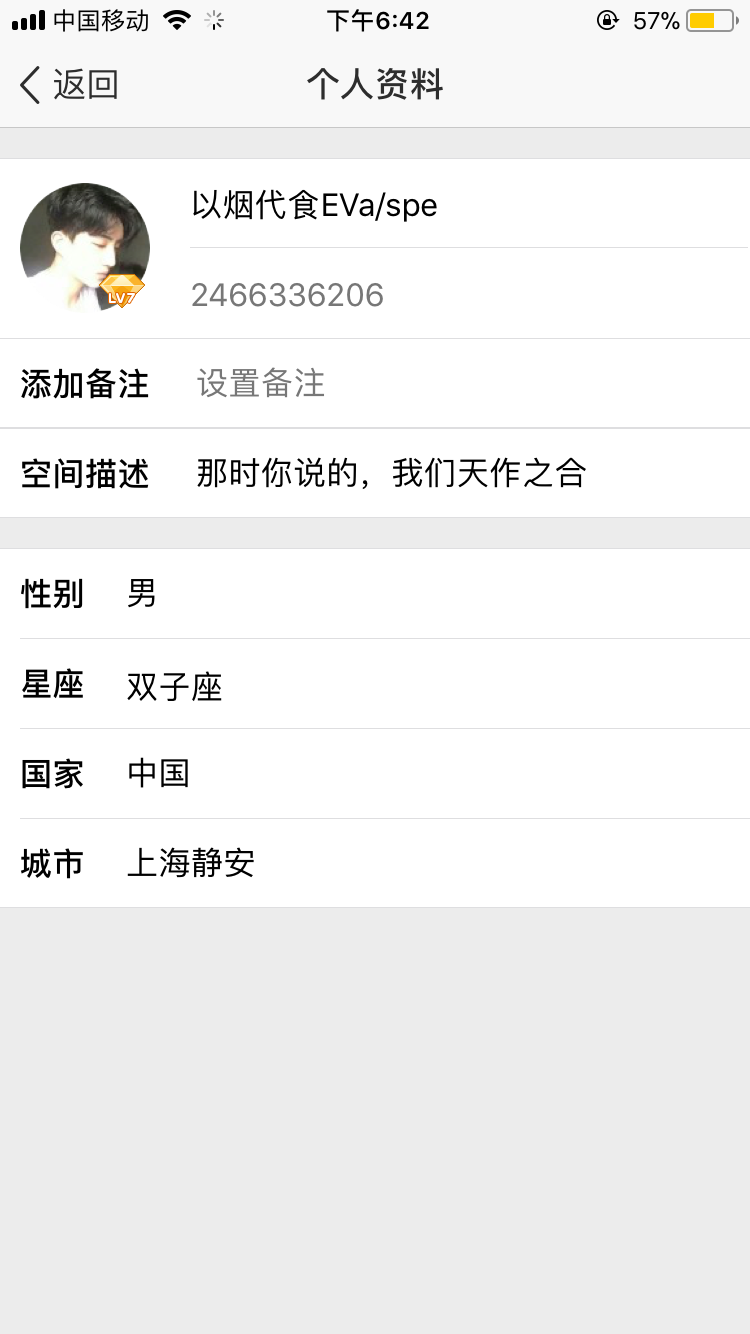 中国移动 下午6:42 57%
返回 个人资料
以烟代食EVa/spe
LV7
2466336206
添加备注 设置备注
空间描述 那时你说的，我们天作之合
性别 男
星座 双子座
国家 中国
城市 上海静安